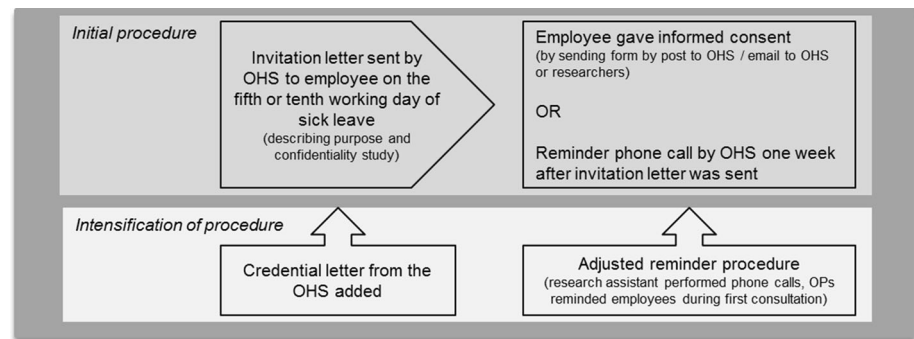 Initial procedure
Invitation letter sent by
OHS to employee on the
fifth or tenth working day of
sick leave
(describing purpose and
confidentiality study)
Employee gave informed consent
(by sending form by post to OHS / email to OHS
or researchers)
OR
Reminder phone call by OHS one week
after invitation letter was sent
Intensification of procedure
Credential letter from the
OHS added
Adjusted reminder procedure
(research assistant performed phone calls, OPs
reminded employees during first consultation)